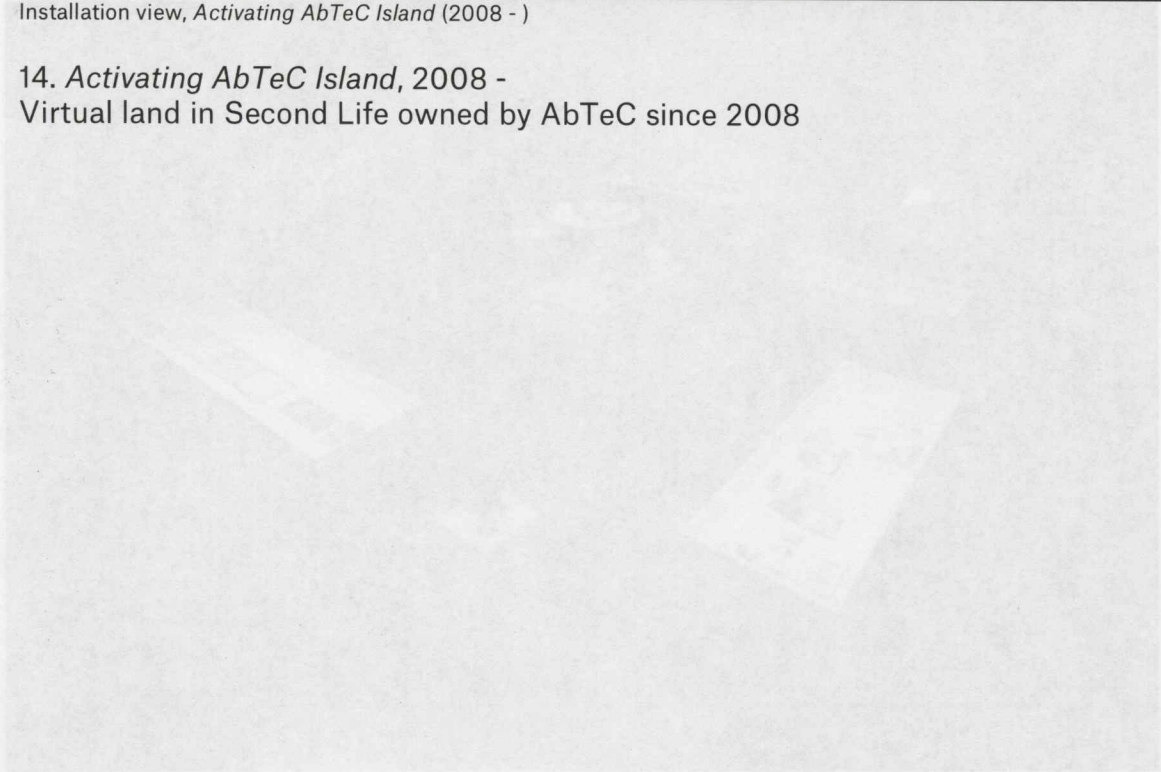 Installation view, Activating AbTeC Island (2008 - )
14. Activating AbTeC Island, 2008 -
Virtual land in Second Life owned by AbTeC since 2008